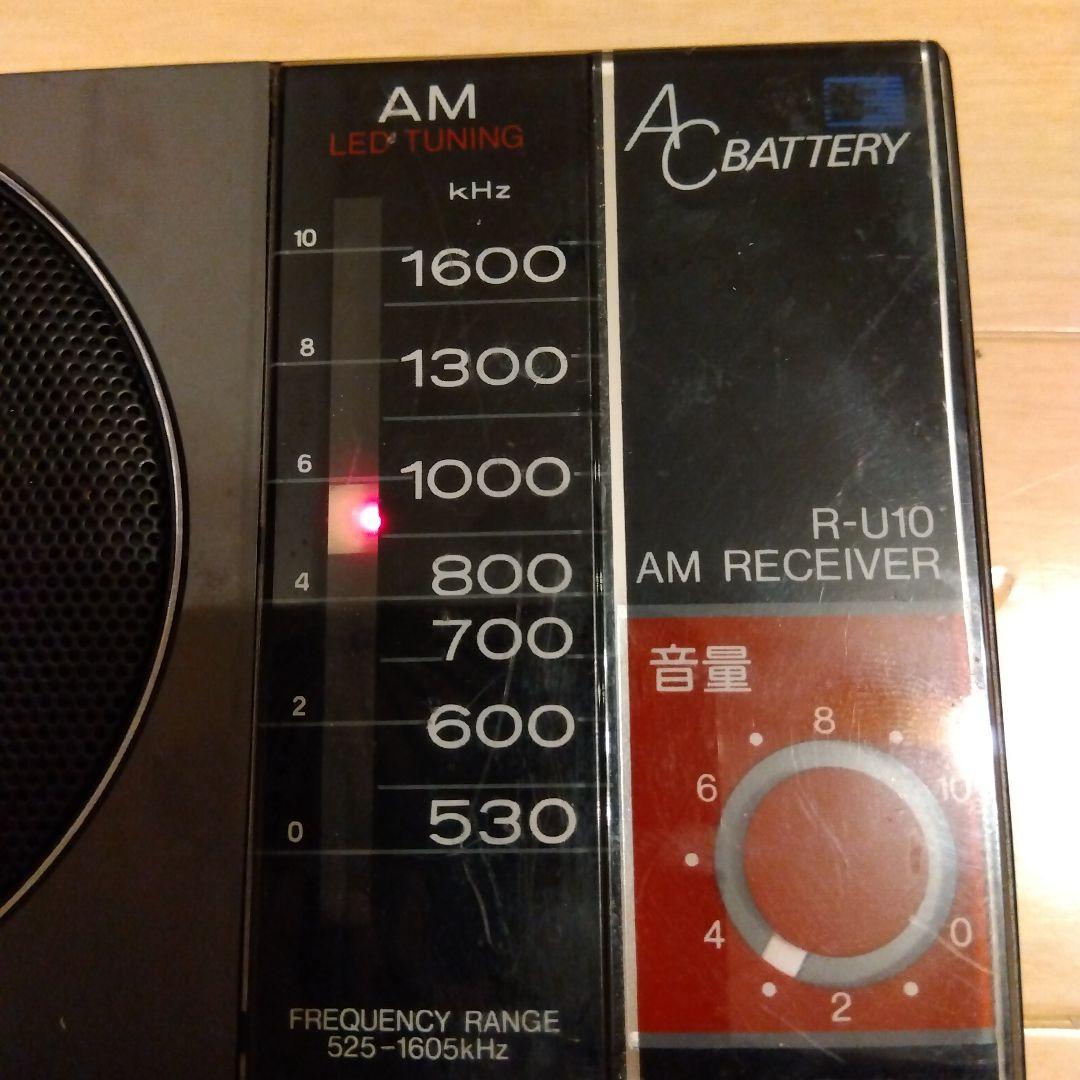 AM
LED TUNING
kHz
10
1600
8
1300
6
1000
4
800
700
2
600
0
530
FREQUENCY RANGE
525-1605kHz
AC BATTERY
R-U10
AM RECEIVER
音量
8
6
10
4
0
2